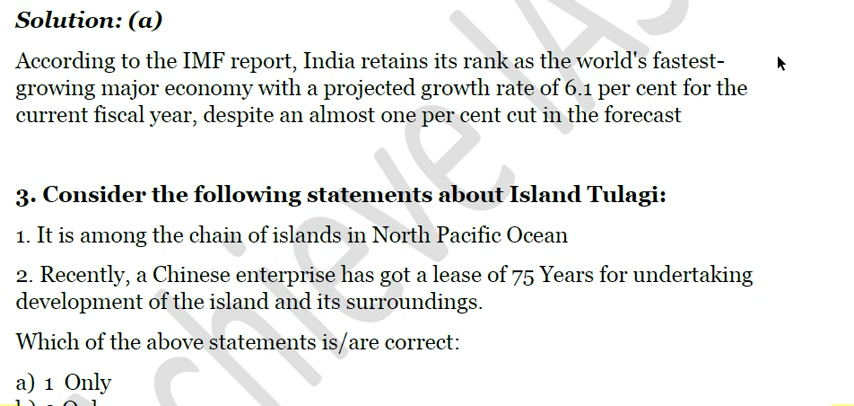 Solution: (a)
According to the IMF report, India retains its rank as the world's fastest-
growing major economy with a projected growth rate of 6.1 per cent for the
current fiscal year, despite an almost one per cent cut in the forecast
3. Consider the following statements about Island Tulagi:
1. It is among the chain of islands in North Pacific Ocean
2. Recently, a Chinese enterprise has got a lease of 75 Years for undertaking
development of the island and its surroundings.
Which of the above statements is/are correct:
a) 1 Only